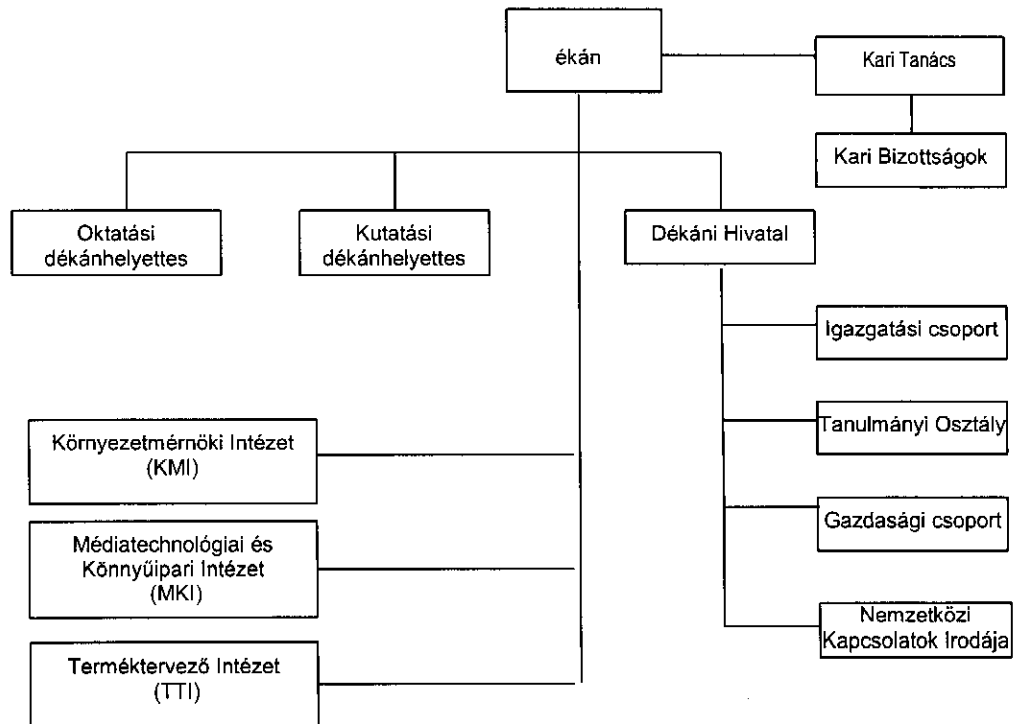 ékán
Kari Tanács
Kari Bizottságok
Oktatási
dékánhelyettes
Kutatási
dékánhelyettes
Dékáni Hivatal
Igazgatási csoport
Tanulmányi Osztály
Gazdasági csoport
Nemzetközi
Kapcsolatok Irodája
Környezetmérnöki Intézet
(KMI)
Médiatechnológiai és
Könnyűipari Intézet
(MKI)
Terméktervező Intézet
(TTI)